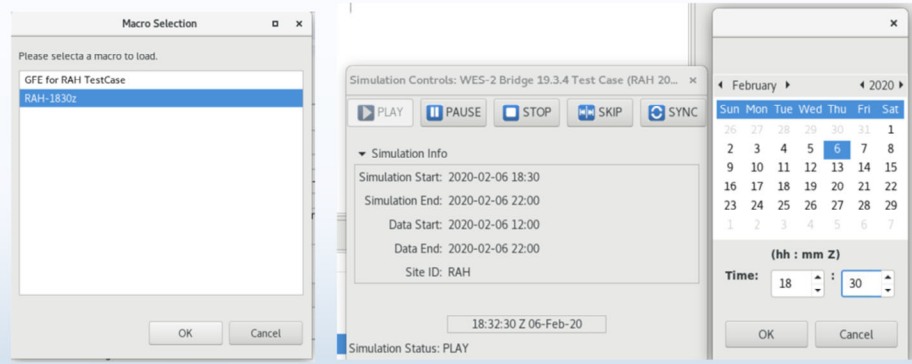 Macro Selection
Please selecta a macro to load.
GFE for RAH TestCase
RAH-1830z
OK Cancel
Simulation Controls: WES-2 Bridge 19.3.4 Test Case (RAH 20...
PLAY PAUSE STOP SKIP SYNC
Simulation Info
Simulation Start: 2020-02-06 18:30
Simulation End: 2020-02-06 22:00
Data Start: 2020-02-06 12:00
Data End: 2020-02-06 22:00
Site ID: RAH
18:32:30 Z 06-Feb-20
Simulation Status: PLAY
February 2020
Sun Mon Tue Wed Thu Fri Sat
26 27 28 29 30 31 1
2 3 4 5 6 7 8
9 10 11 12 13 14 15
16 17 18 19 20 21 22
23 24 25 26 27 28 29
1 2 3 4 5 6 7
(hh : mm Z)
Time: 18 : 30
OK Cancel